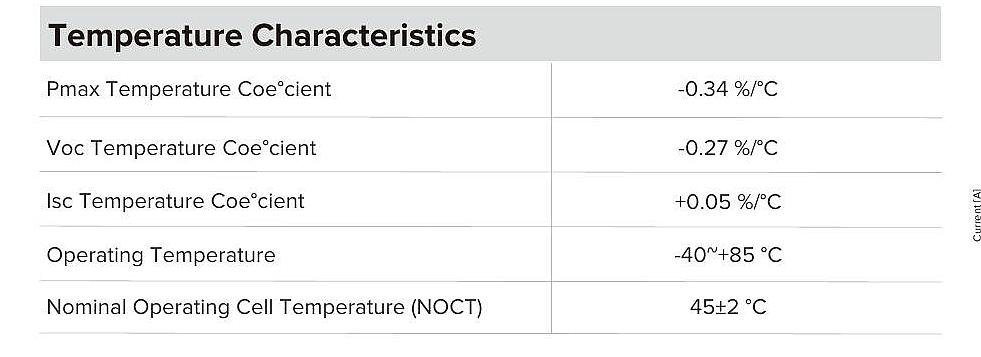 Temperature Characteristics
Pmax Temperature Coe°cient -0.34 %/°C
Voc Temperature Coe°cient -0.27 %/°C
Isc Temperature Coe°cient +0.05 %/°C
Operating Temperature -40~+85 °C
Nominal Operating Cell Temperature (NOCT) 45±2 °C
Current [A]